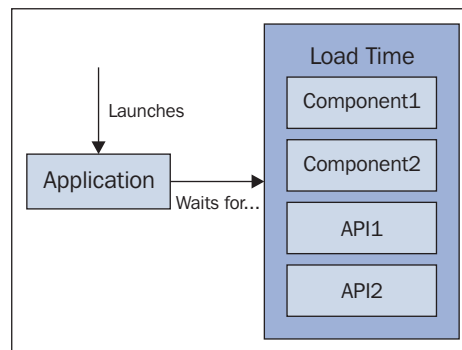 Load Time
Component1
Launches
Component2
Application
Waits for...
API1
API2